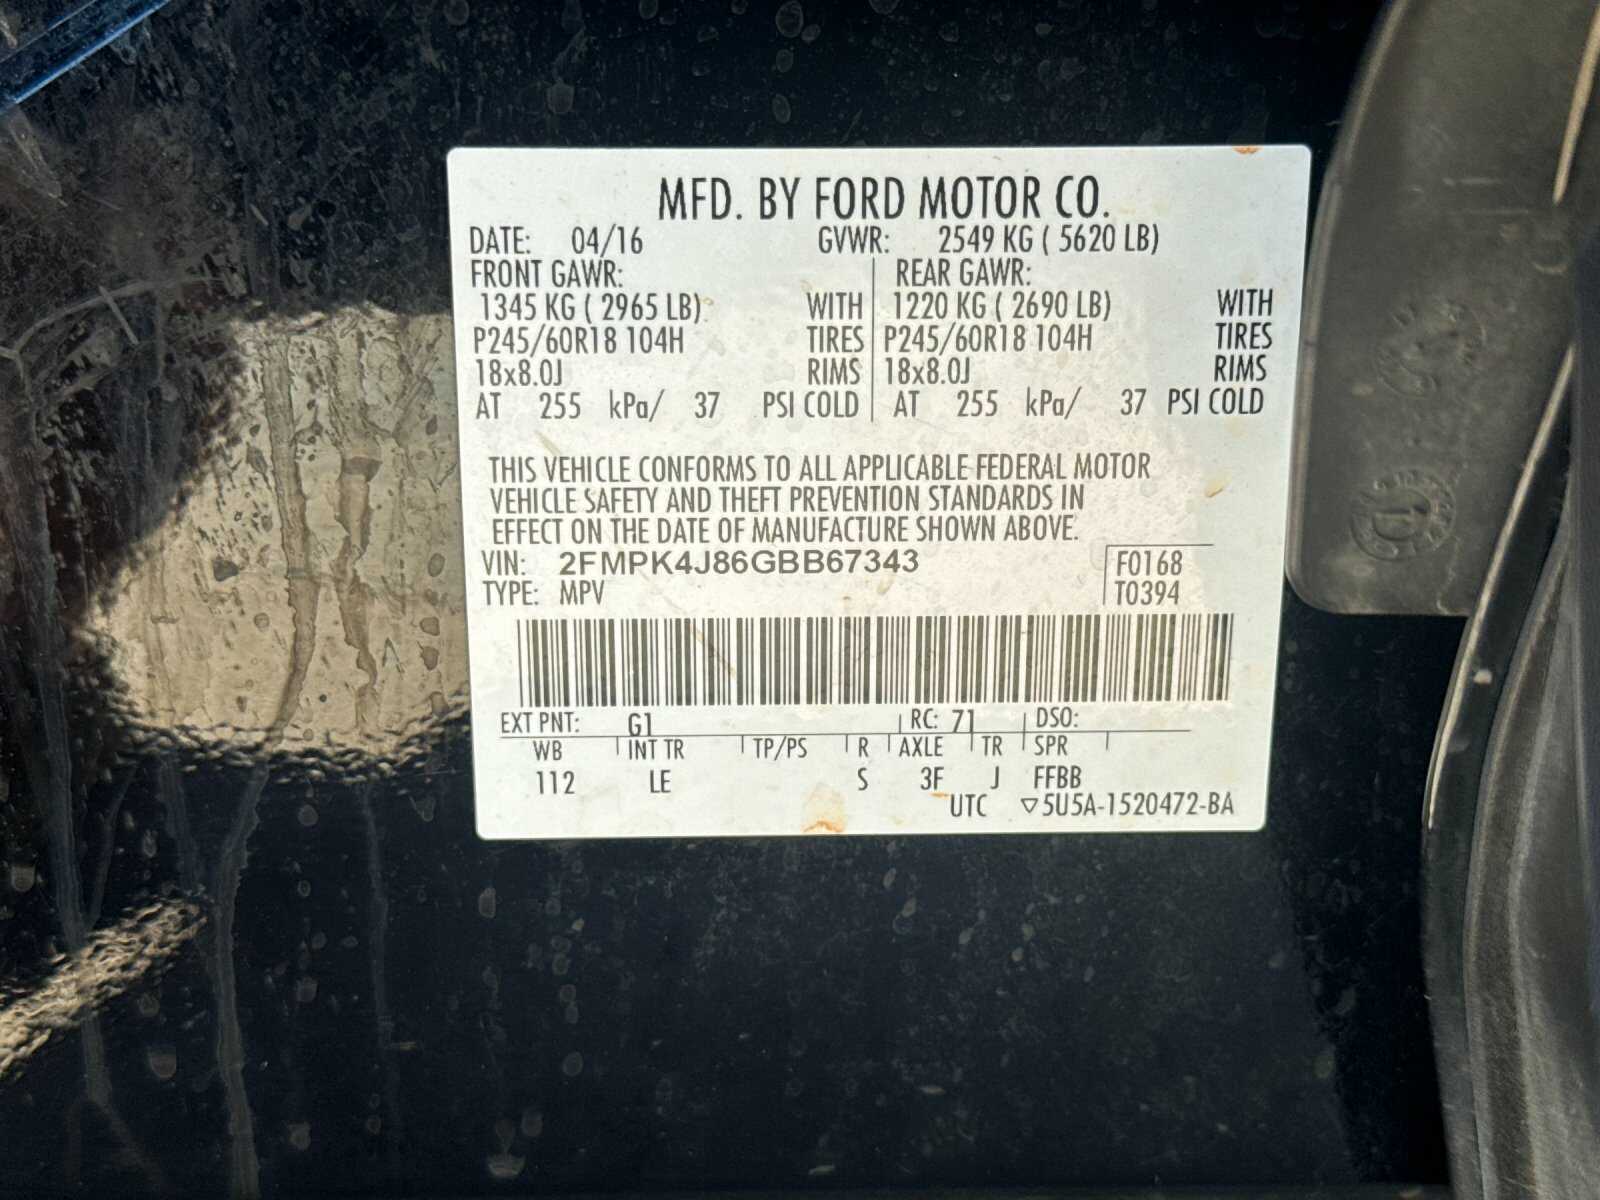 MFD. BY FORD MOTOR CO.
DATE: 04/16 GVWR: 2549 KG ( 5620 LB)
FRONT GAWR: REAR GAWR:
1345 KG ( 2965 LB) WITH 1220 KG ( 2690 LB) WITH
P245/60R18 104H TIRES P245/60R18 104H TIRES
18x8.0J RIMS 18x8.0J RIMS
AT 255 kPa/ 37 PSI COLD AT 255 kPa/ 37 PSI COLD
THIS VEHICLE CONFORMS TO ALL APPLICABLE FEDERAL MOTOR
VEHICLE SAFETY AND THEFT PREVENTION STANDARDS IN
EFFECT ON THE DATE OF MANUFACTURE SHOWN ABOVE.
VIN: 2FMPK4J86GBB67343 F0168
TYPE: MPV T0394
EXT PNT: G1 RC: 71 DSO:
WB INT TR TP/PS R AXLE TR SPR
112 LE S 3F J FFBB
UTC ▽5U5A-1520472-BA